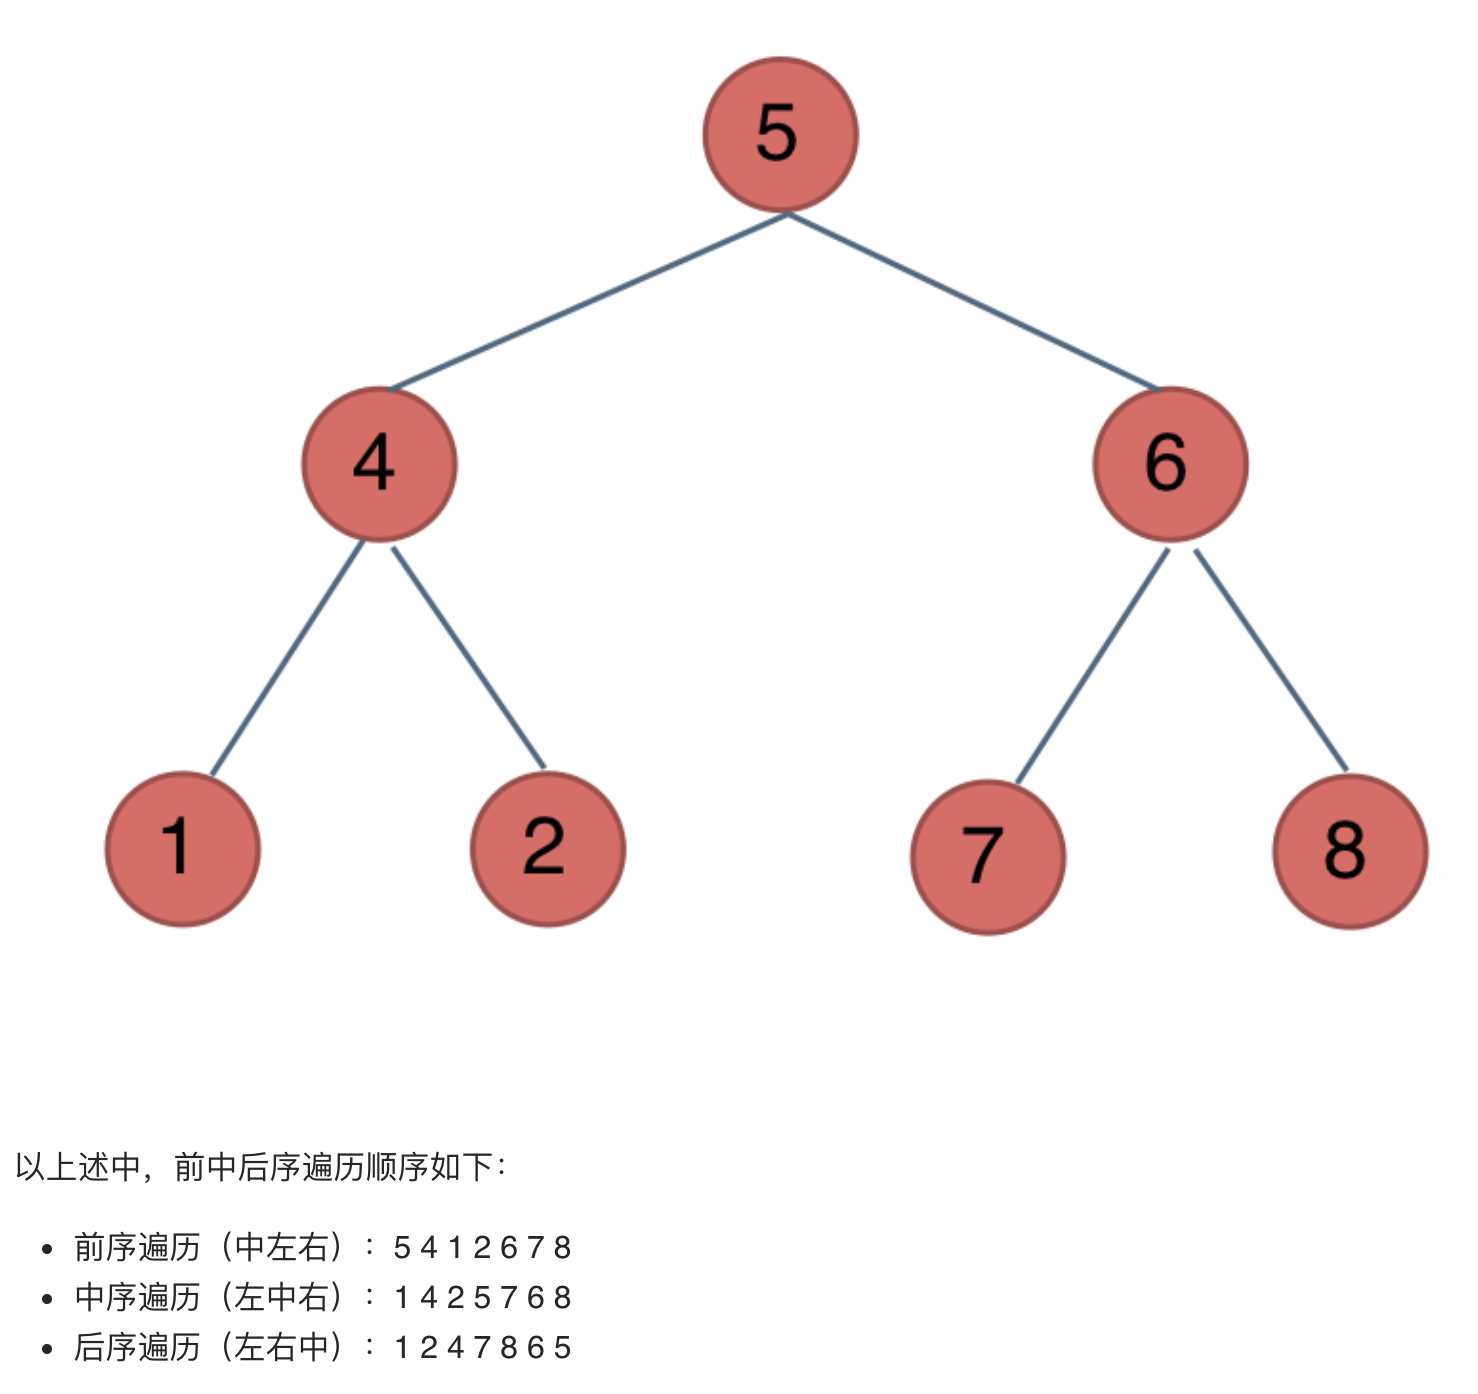 5
4 6
1 2 7 8
以上述中，前中后序遍历顺序如下：
• 前序遍历（中左右）：5 4 1 2 6 7 8
• 中序遍历（左中右）：1 4 2 5 7 6 8
• 后序遍历（左右中）：1 2 4 7 8 6 5